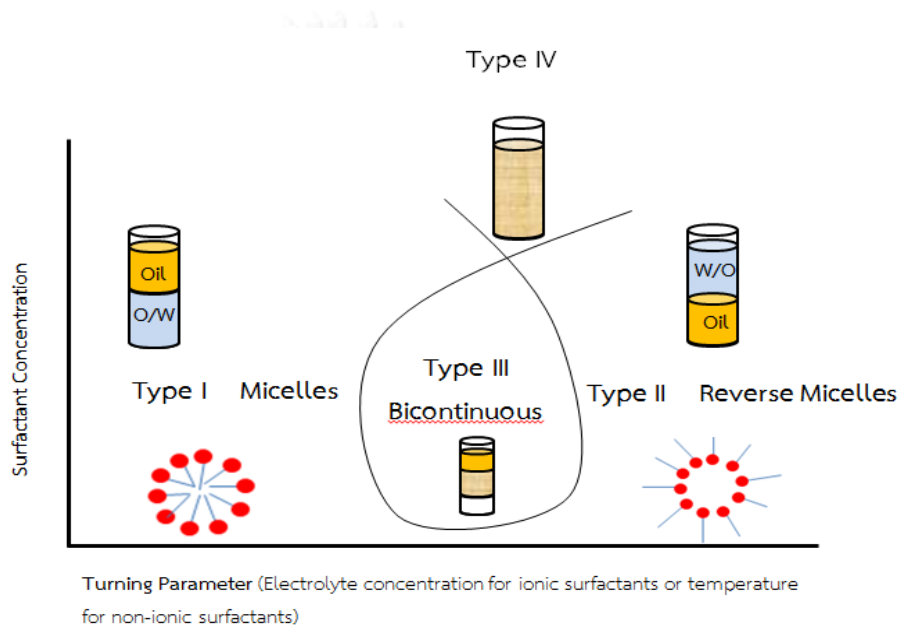 Type IV
Oil
O/W
W/O
Oil
Type I Micelles
Type III
Bicontinuous
Type II Reverse Micelles
Surfactant Concentration
Turning Parameter (Electrolyte concentration for ionic surfactants or temperature
for non-ionic surfactants)